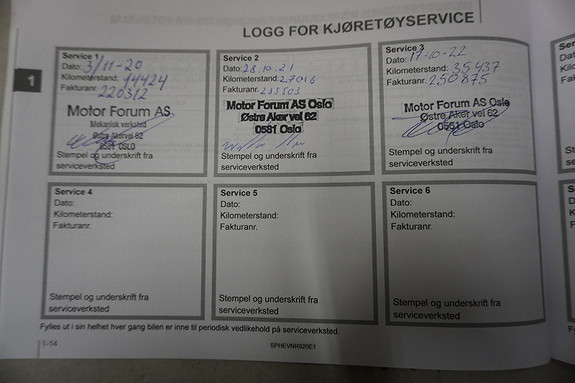 LOGG FOR KJØRETØYSERVICE
1
Service 1
Dato: 3/11-20
Kilometerstand: 14424
Fakturanr. 220312
Motor Forum AS
Mekanisk verksted
Østre Akervei 62
0581 OSLO
Stempel og underskrift fra
serviceverksted
Service 2
Dato: 28.10.21
Kilometerstand: 27016
Fakturanr. 235503
Motor Forum AS Oslo
Østre Aker vei 62
0581 Oslo
Stempel og underskrift fra
serviceverksted
Service 3
Dato: 17-10-22
Kilometerstand: 35437
Fakturanr. 250875
Motor Forum AS Oslo
Østre Aker vei 62
0581 Oslo
Stempel og underskrift fra
serviceverksted
Service 4
Dato:
Kilometerstand:
Fakturanr.
Stempel og underskrift fra
serviceverksted
Service 5
Dato:
Kilometerstand:
Fakturanr.
Stempel og underskrift fra
serviceverksted
Service 6
Dato:
Kilometerstand:
Fakturanr.
Stempel og underskrift fra
serviceverksted
Fylles ut i sin helhet hver gang bilen er inne til periodisk vedlikehold på serviceverksted.
1-14
SPHEVNR920E1